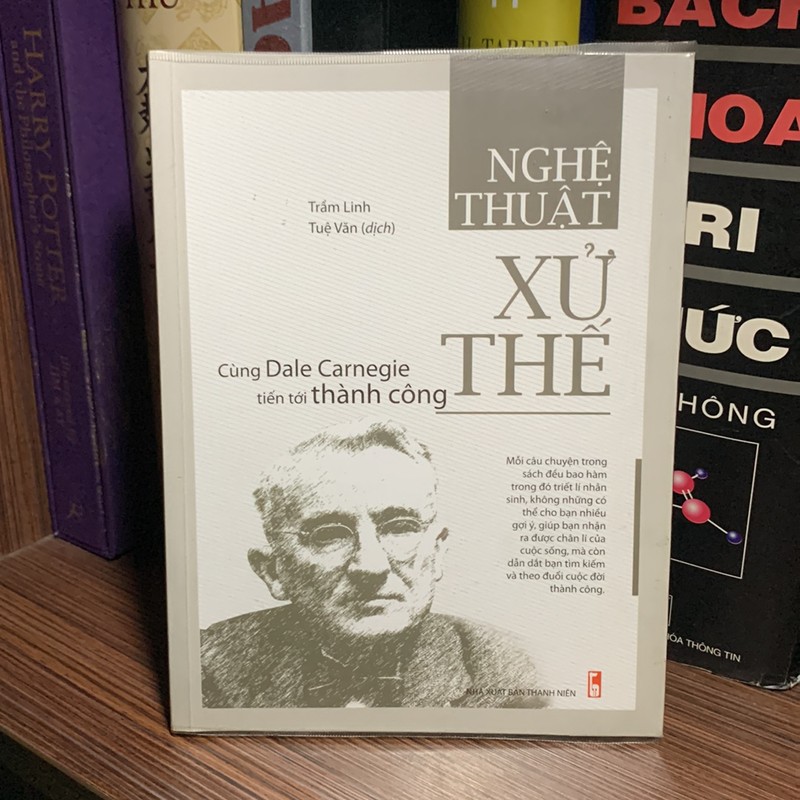 HARRY POTTER
and the Philosopher's Stone
BÁCH
KHOA
TRI
THỨC
HÓA THÔNG TIN
NGHỆ
THUẬT
XỬ
THẾ
Trầm Linh
Tuệ Văn (dịch)
Cùng Dale Carnegie
tiến tới thành công
Mỗi câu chuyện trong
sách đều bao hàm
trong đó triết lí nhân
sinh, không những có
thể cho bạn nhiều
gợi ý, giúp bạn nhận
ra được chân lí của
cuộc sống, mà còn
dẫn dắt bạn tìm kiếm
và theo đuổi cuộc đời
thành công.
NHÀ XUẤT BẢN THANH NIÊN